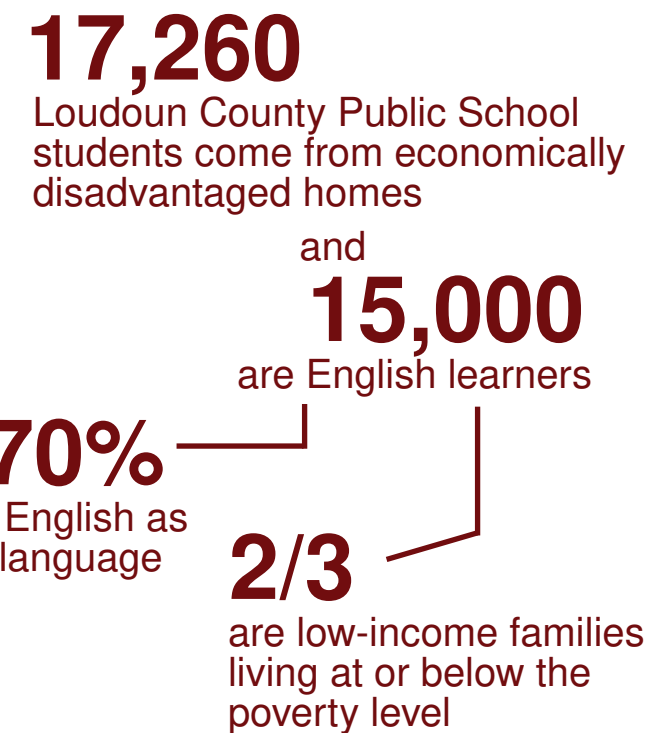 17,260
Loudoun County Public School
students come from economically
disadvantaged homes
and
15,000
are English learners
70%
English as
language
2/3
are low-income families
living at or below the
poverty level